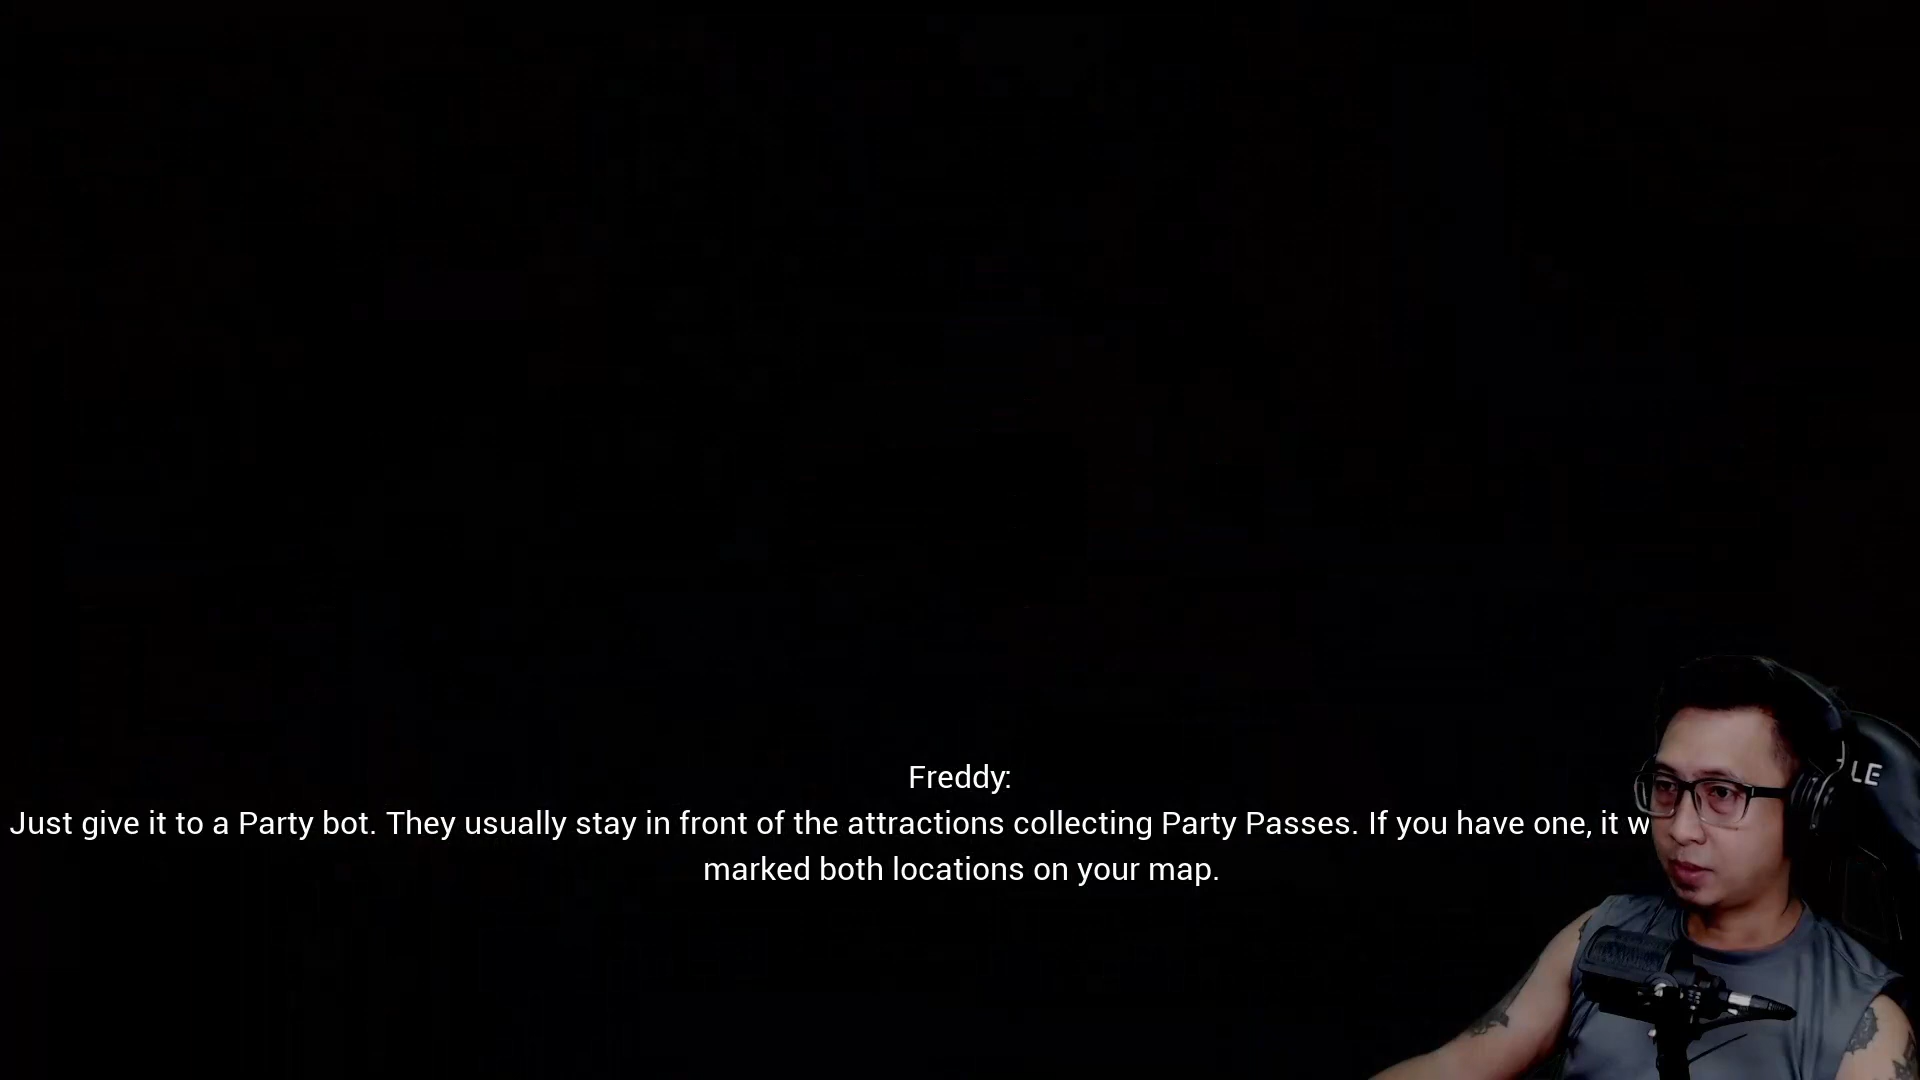 Freddy:
Just give it to a Party bot. They usually stay in front of the attractions collecting Party Passes. If you have one, it
marked both locations on your map.
LE